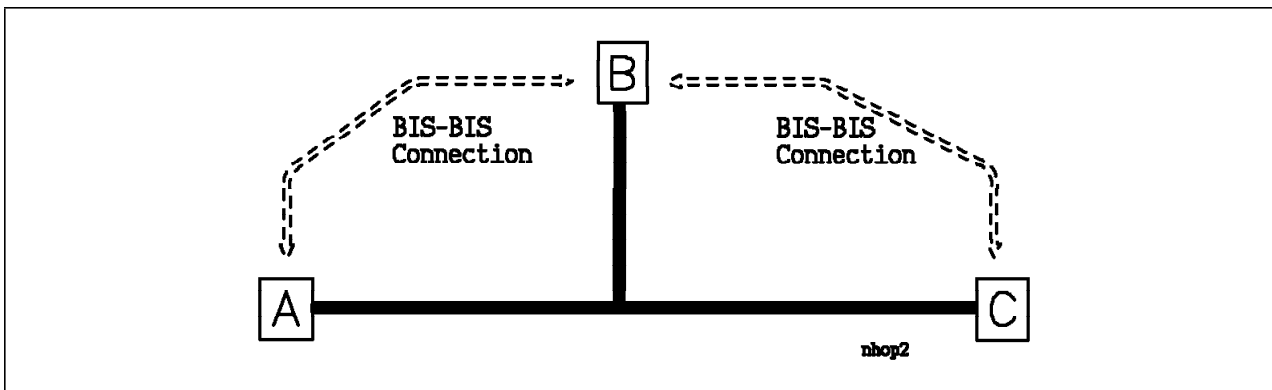 B
BIS-BIS
Connection
BIS-BIS
Connection
A
C
nhop2